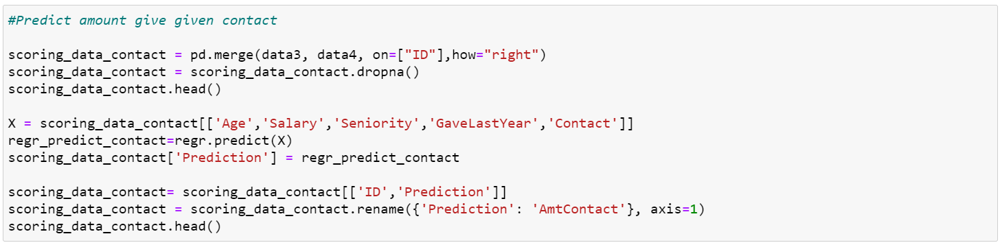 #Predict amount give given contact
scoring_data_contact = pd.merge(data3, data4, on=["ID"],how="right")
scoring_data_contact = scoring_data_contact.dropna()
scoring_data_contact.head()
X = scoring_data_contact[['Age','Salary','Seniority','GaveLastYear','Contact']]
regr_predict_contact=regr.predict(X)
scoring_data_contact['Prediction'] = regr_predict_contact
scoring_data_contact= scoring_data_contact[['ID','Prediction']]
scoring_data_contact = scoring_data_contact.rename({'Prediction': 'AmtContact'}, axis=1)
scoring_data_contact.head()